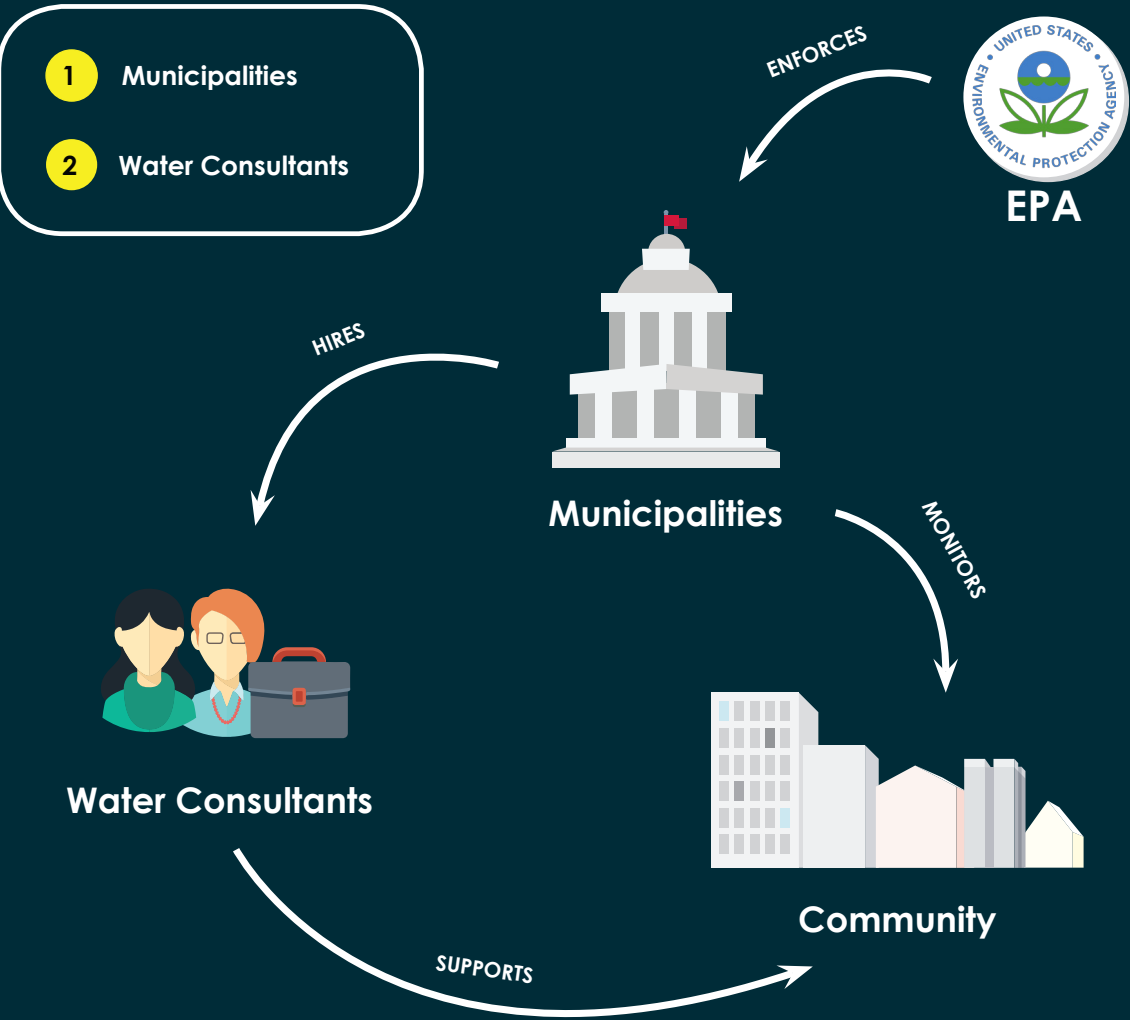 1 Municipalities
2 Water Consultants
ENFORCES
UNITED STATES • ENVIRONMENTAL PROTECTION AGENCY •
EPA
HIRES
Municipalities
MONITORS
Water Consultants
Community
SUPPORTS